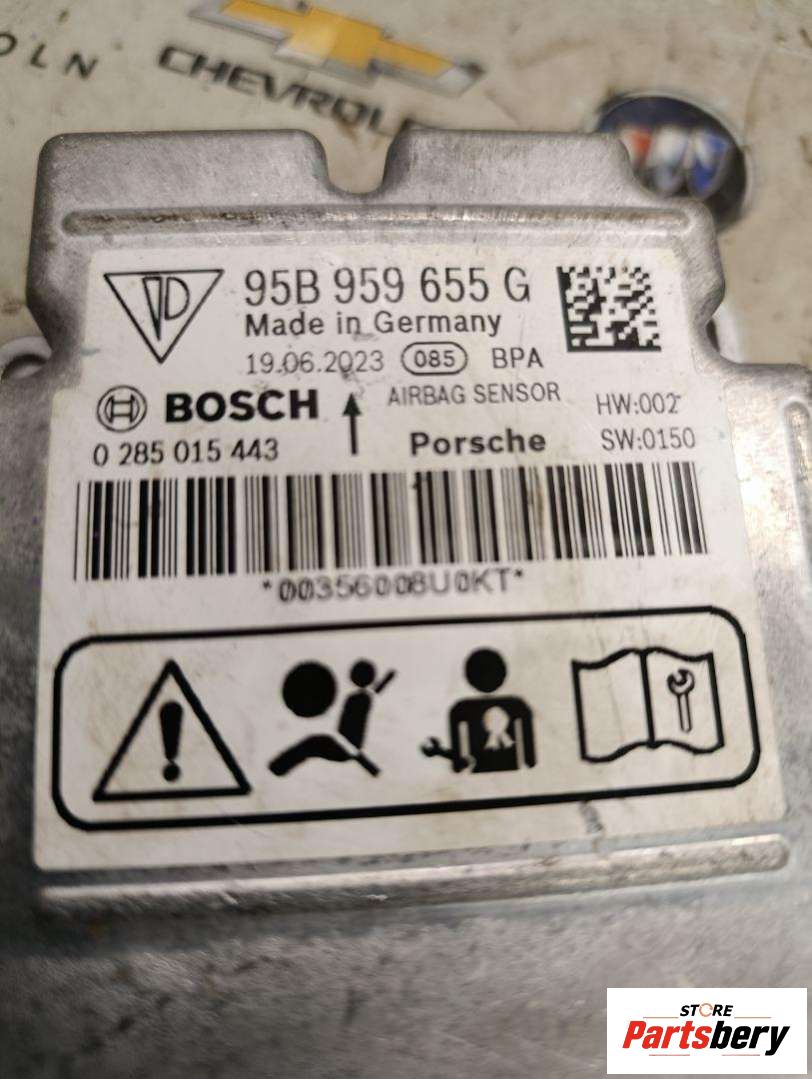 OLN
CHEVROL
95B 959 655 G
Made in Germany
19.06.2023 085 BPA
BOSCH AIRBAG SENSOR HW:002
0 285 015 443 Porsche SW:0150
*00356008U0KT*
STORE
Partsbery